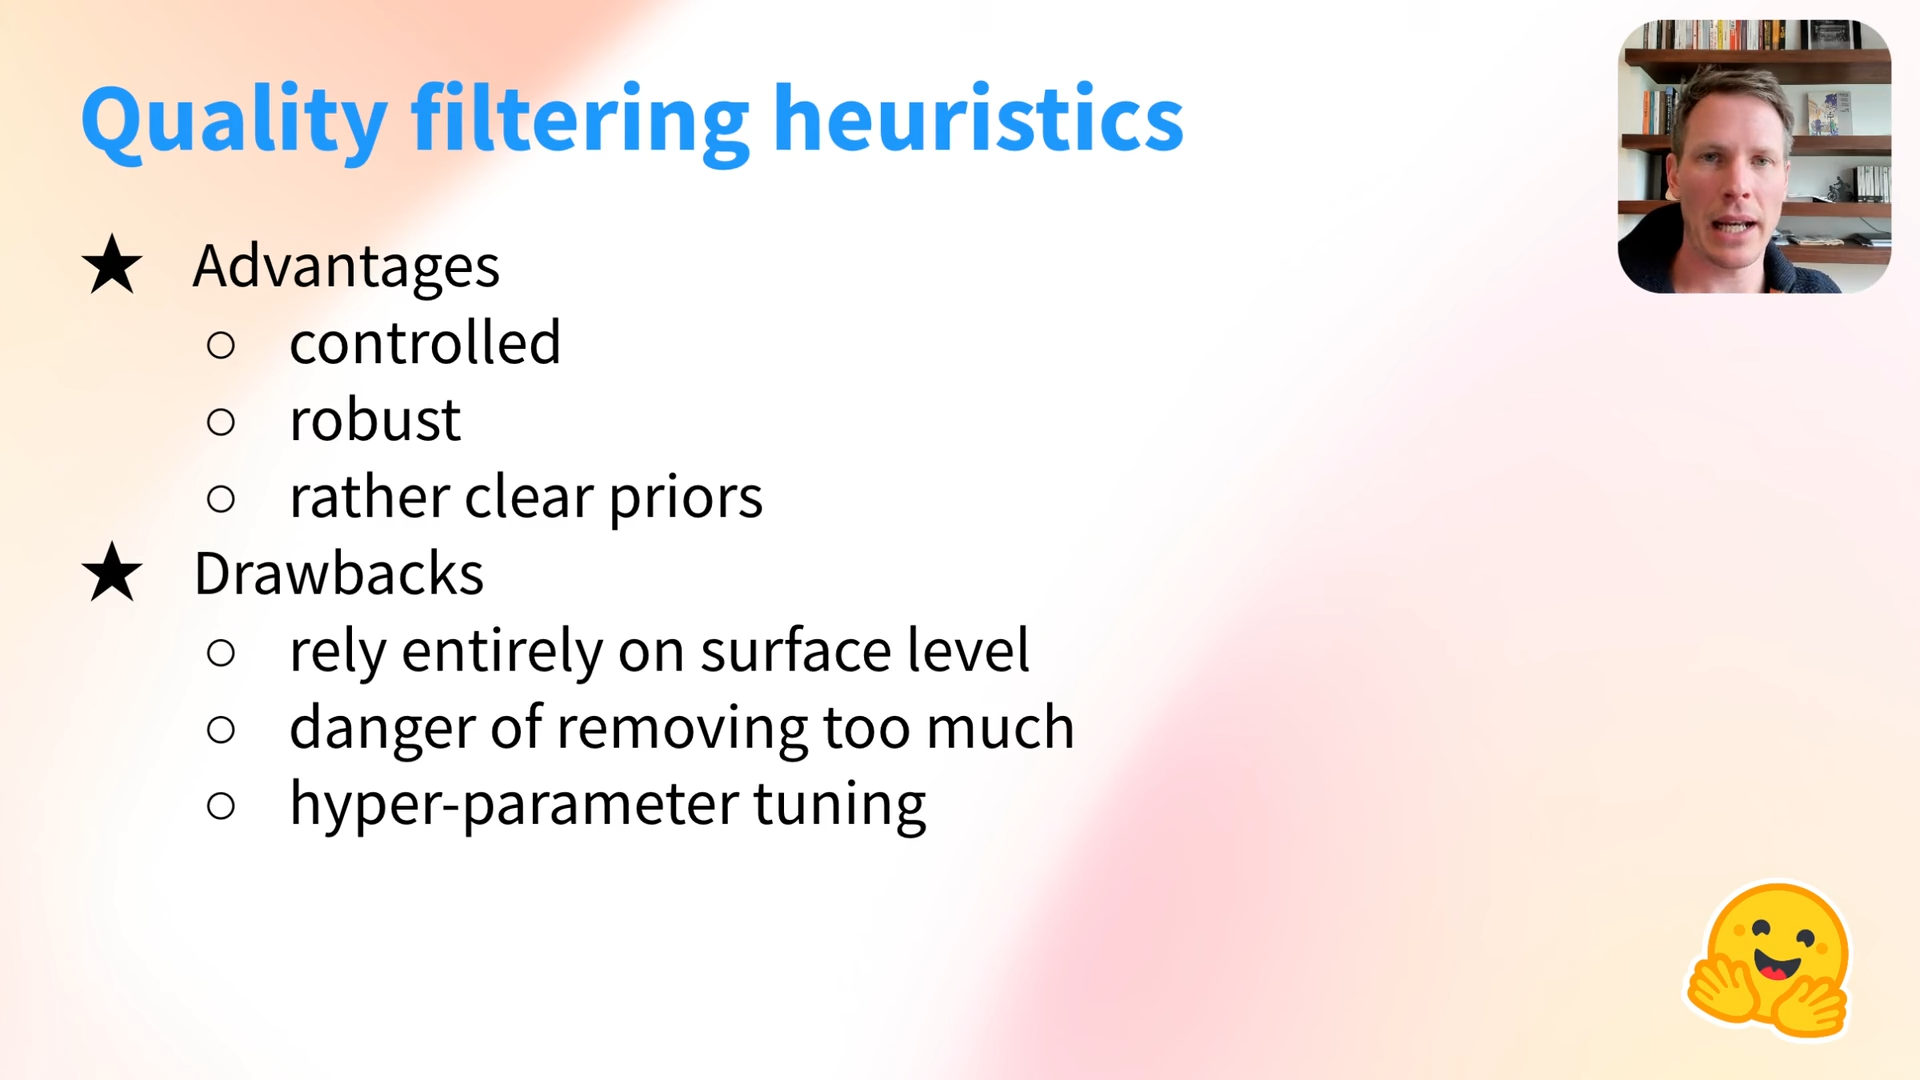 Quality filtering heuristics
★ Advantages
○ controlled
○ robust
○ rather clear priors
★ Drawbacks
○ rely entirely on surface level
○ danger of removing too much
○ hyper-parameter tuning